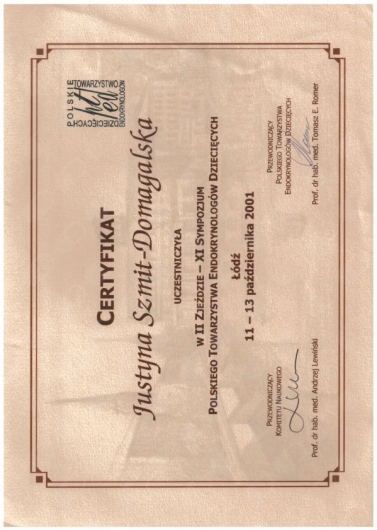 POLSKIE
TOWARZYSTWO
ENDOKRYNOLOGÓW
DZIECIĘCYCH
CERTYFIKAT
Justyna Szmit-Domagalska
UCZESTNICZYŁA
W II ZJEŹDZIE – XI SYMPOZJUM
POLSKIEGO TOWARZYSTWA ENDOKRYNOLOGÓW DZIECIĘCYCH
Łódź
11 – 13 października 2001
PRZEWODNICZĄCY
KOMITETU NAUKOWEGO
Prof. dr hab. med. Andrzej Lewiński
PRZEWODNICZĄCY
POLSKIEGO TOWARZYSTWA
ENDOKRYNOLOGÓW DZIECIĘCYCH
Prof. dr hab. med. Tomasz E. Romer